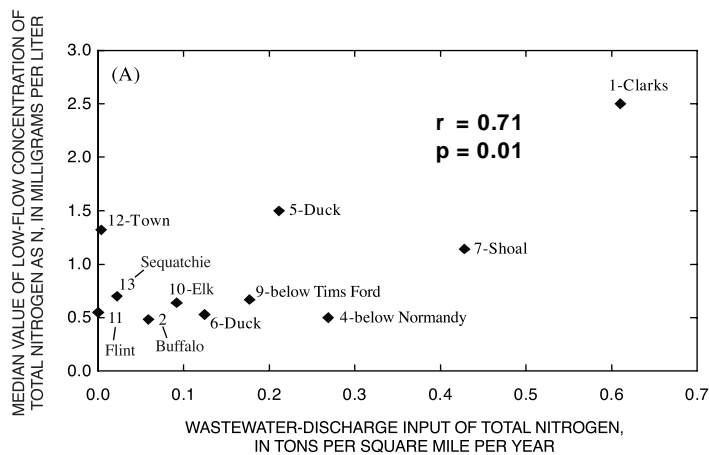 MEDIAN VALUE OF LOW-FLOW CONCENTRATION OF
TOTAL NITROGEN AS N, IN MILLIGRAMS PER LITER
3.0
2.5
2.0
1.5
1.0
0.5
0.0
(A)
1-Clarks
r = 0.71
p = 0.01
12-Town
5-Duck
7-Shoal
Sequatchie
13
10-Elk
9-below Tims Ford
11
2
6-Duck
4-below Normandy
Flint
Buffalo
0.0 0.1 0.2 0.3 0.4 0.5 0.6 0.7
WASTEWATER-DISCHARGE INPUT OF TOTAL NITROGEN,
IN TONS PER SQUARE MILE PER YEAR